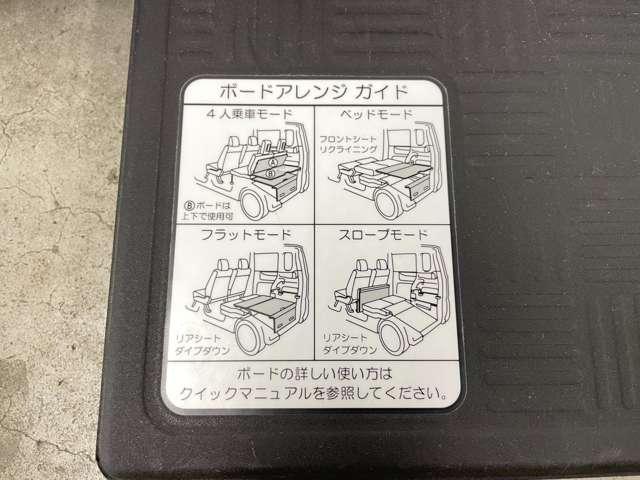 ボードアレンジ ガイド
4人乗車モード
Ⓐ
Ⓑ
Ⓑボードは
上下で使用可
ベッドモード
フロントシート
リクライニング
フラットモード
リアシート
ダイブダウン
スロープモード
リアシート
ダイブダウン
ボードの詳しい使い方は
クイックマニュアルを参照してください。